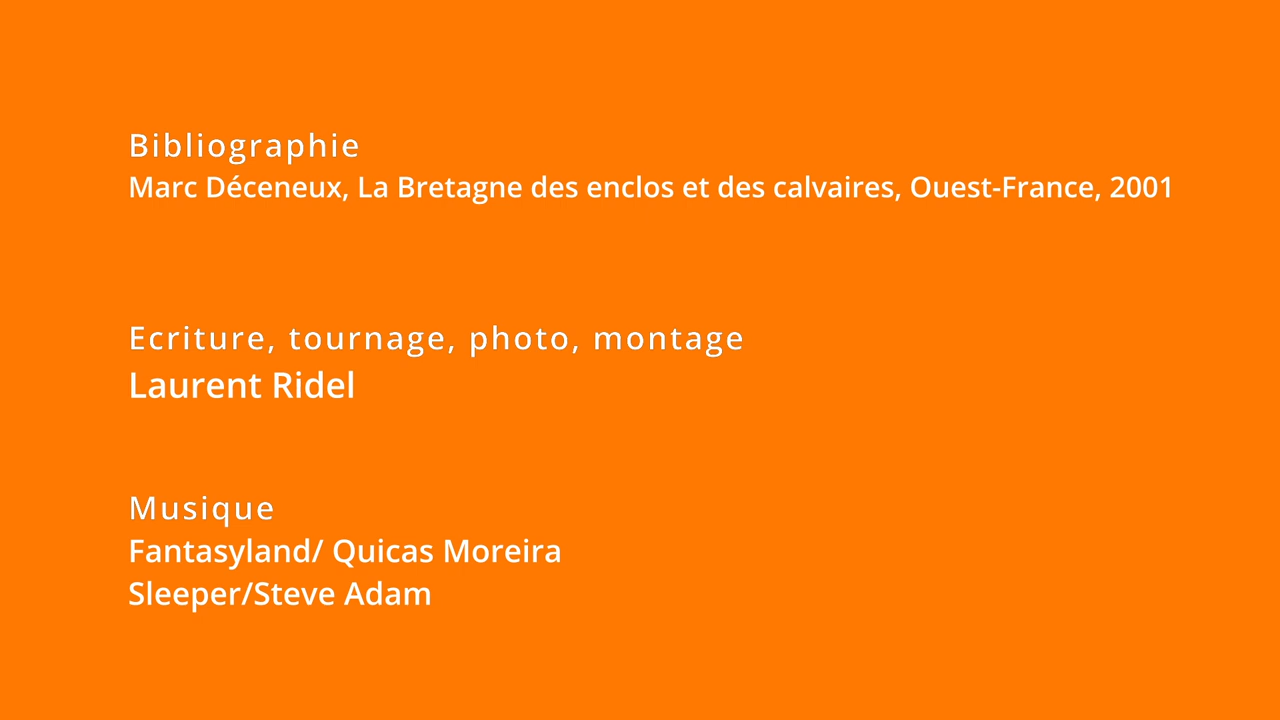 Bibliographie
Marc Déceneux, La Bretagne des enclos et des calvaires, Ouest-France, 2001
Ecriture, tournage, photo, montage
Laurent Ridel
Musique
Fantasyland/ Quicas Moreira
Sleeper/Steve Adam